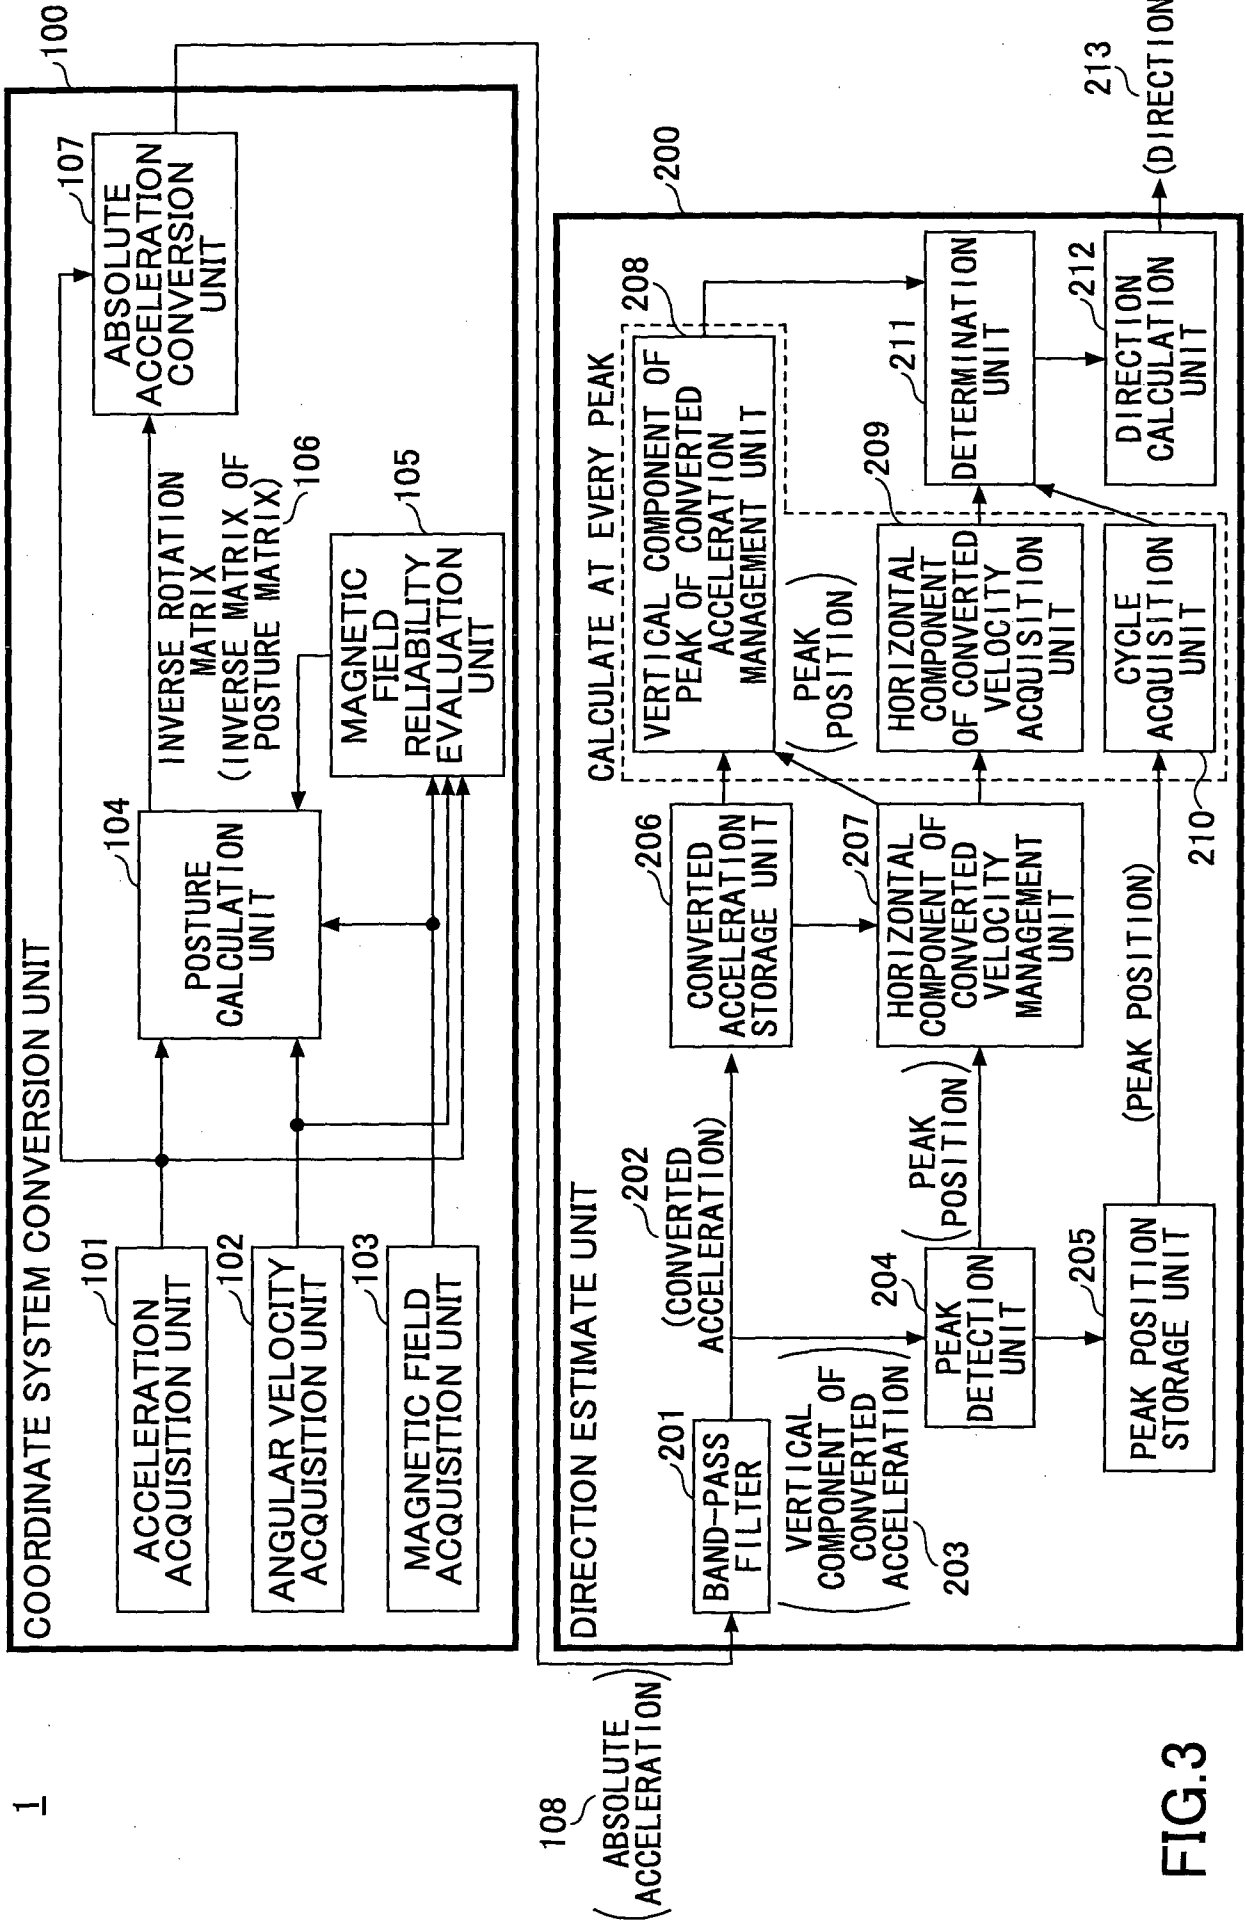 1
100
COORDINATE SYSTEM CONVERSION UNIT
101
ACCELERATION
ACQUISITION UNIT
102
ANGULAR VELOCITY
ACQUISITION UNIT
103
MAGNETIC FIELD
ACQUISITION UNIT
104
POSTURE
CALCULATION
UNIT
INVERSE ROTATION
MATRIX
(INVERSE MATRIX OF
POSTURE MATRIX)
106
105
MAGNETIC
FIELD
RELIABILITY
EVALUATION
UNIT
107
ABSOLUTE
ACCELERATION
CONVERSION
UNIT
108
(ABSOLUTE
ACCELERATION)
200
DIRECTION ESTIMATE UNIT
201
BAND-PASS
FILTER
202
(CONVERTED
ACCELERATION)
(VERTICAL
COMPONENT OF
CONVERTED
ACCELERATION)
203
204
PEAK
DETECTION
UNIT
205
PEAK POSITION
STORAGE UNIT
(PEAK
POSITION)
(PEAK POSITION)
206
CONVERTED
ACCELERATION
STORAGE UNIT
207
HORIZONTAL
COMPONENT OF
CONVERTED
VELOCITY
MANAGEMENT
UNIT
CALCULATE AT EVERY PEAK
208
VERTICAL COMPONENT OF
PEAK OF CONVERTED
ACCELERATION
MANAGEMENT UNIT
(PEAK
POSITION)
209
HORIZONTAL
COMPONENT
OF CONVERTED
VELOCITY
ACQUISITION
UNIT
210
CYCLE
ACQUISITION
UNIT
211
DETERMINATION
UNIT
212
DIRECTION
CALCULATION
UNIT
213
(DIRECTION
FIG.3